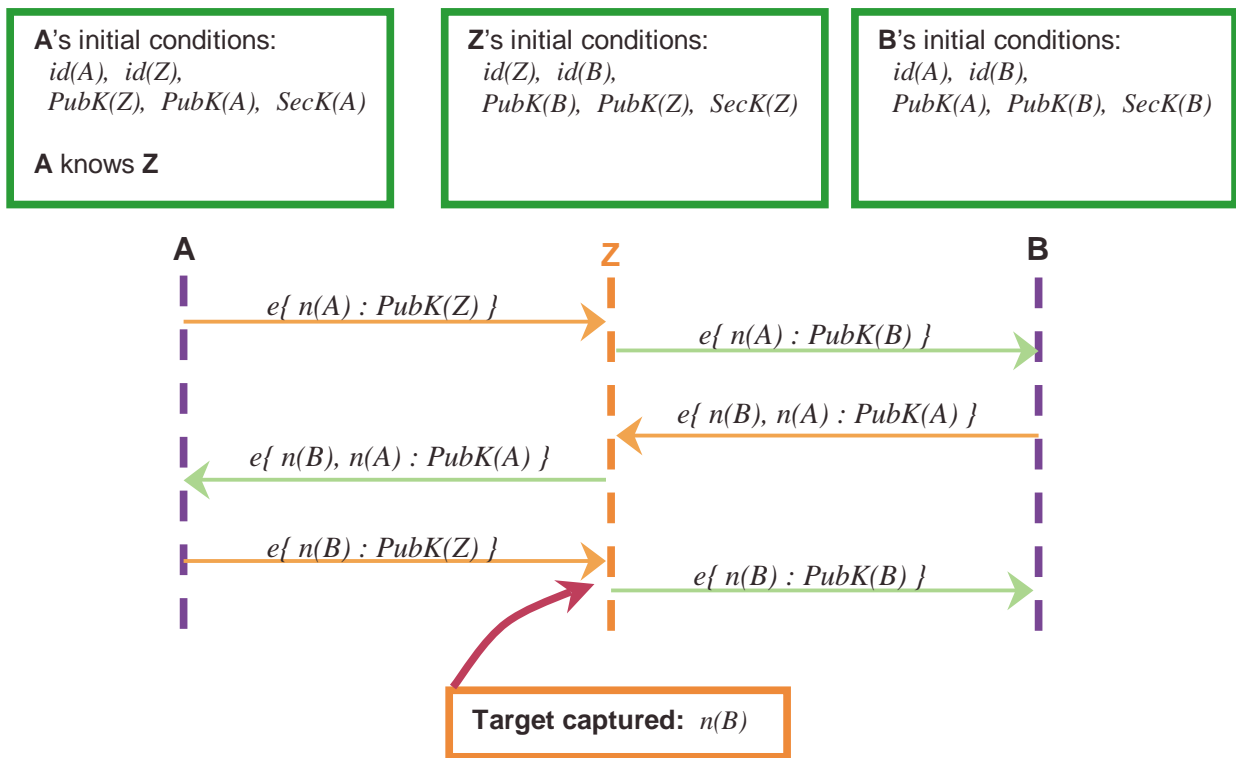 A's initial conditions:
id(A), id(Z),
PubK(Z), PubK(A), SecK(A)
A knows Z
Z's initial conditions:
id(Z), id(B),
PubK(B), PubK(Z), SecK(Z)
B's initial conditions:
id(A), id(B),
PubK(A), PubK(B), SecK(B)
A
Z
B
e{ n(A) : PubK(Z) }
e{ n(A) : PubK(B) }
e{ n(B), n(A) : PubK(A) }
e{ n(B), n(A) : PubK(A) }
e{ n(B) : PubK(Z) }
e{ n(B) : PubK(B) }
Target captured: n(B)